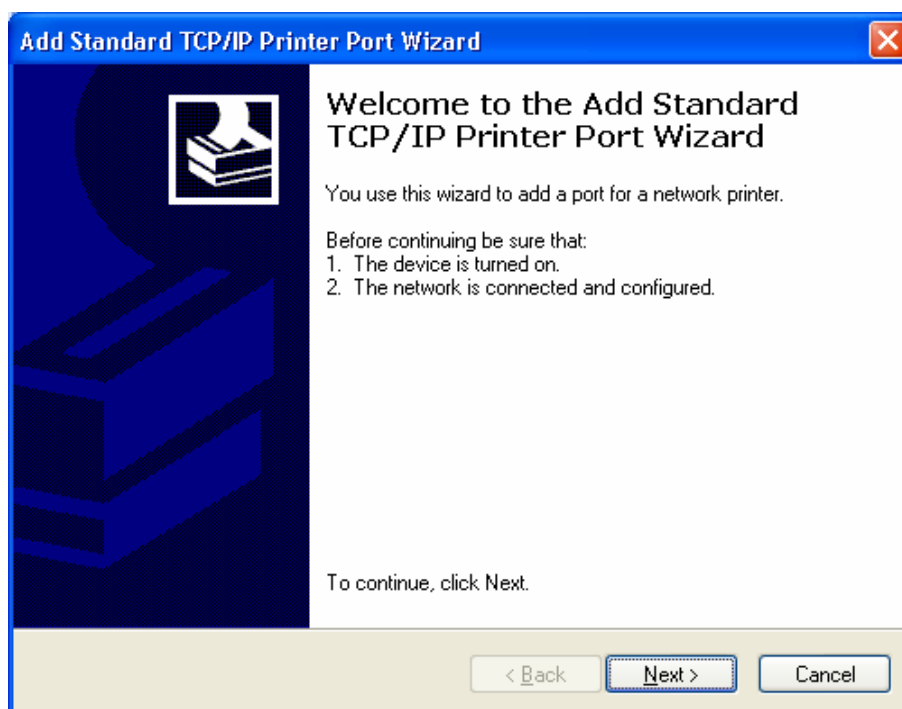 Add Standard TCP/IP Printer Port Wizard
Welcome to the Add Standard
TCP/IP Printer Port Wizard
You use this wizard to add a port for a network printer.
Before continuing be sure that:
1. The device is turned on.
2. The network is connected and configured.
To continue, click Next.
< Back Next > Cancel